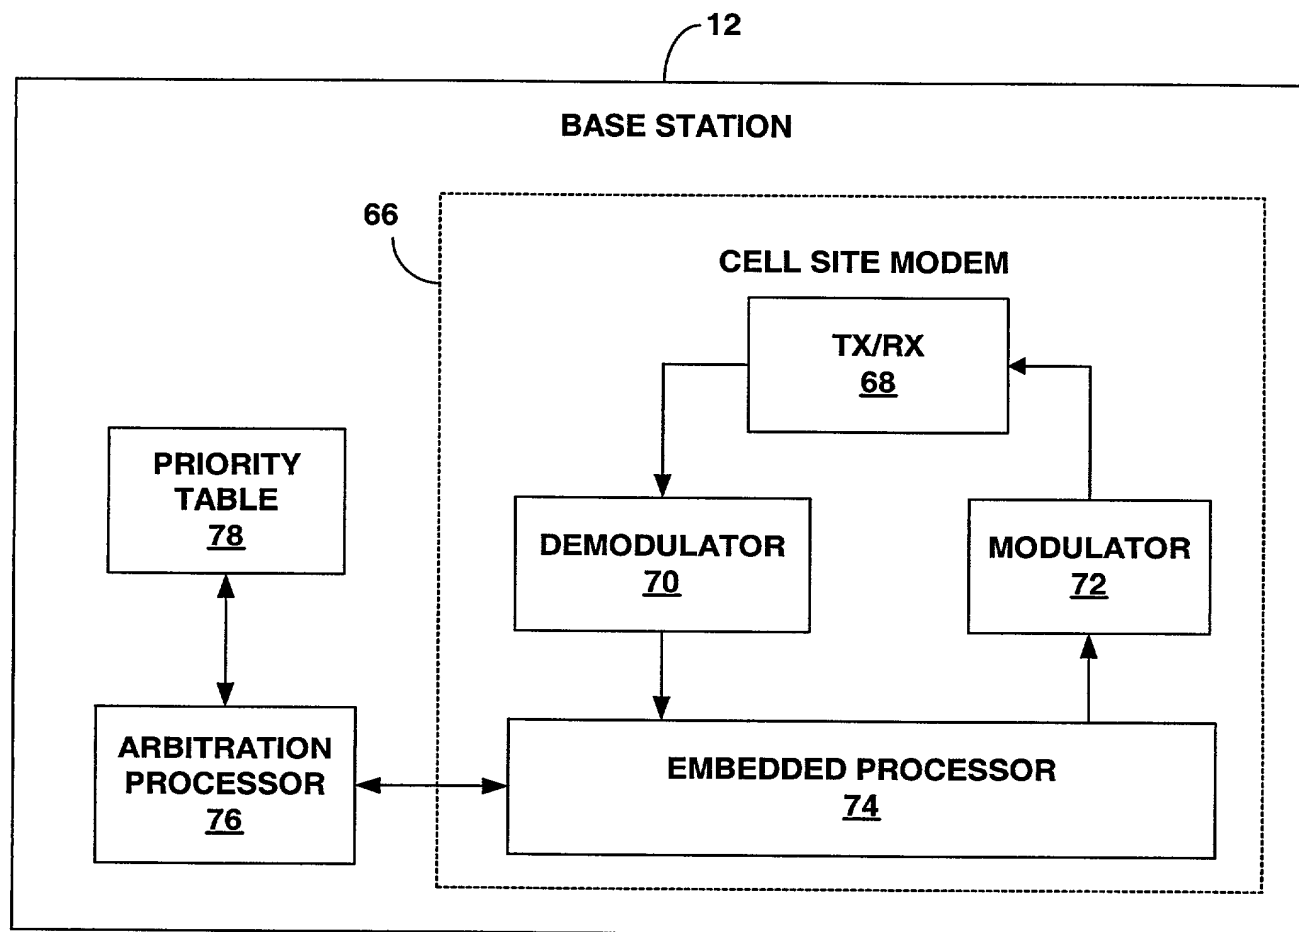 12
BASE STATION
66
CELL SITE MODEM
TX/RX
68
PRIORITY
TABLE
78
DEMODULATOR
70
MODULATOR
72
ARBITRATION
PROCESSOR
76
EMBEDDED PROCESSOR
74